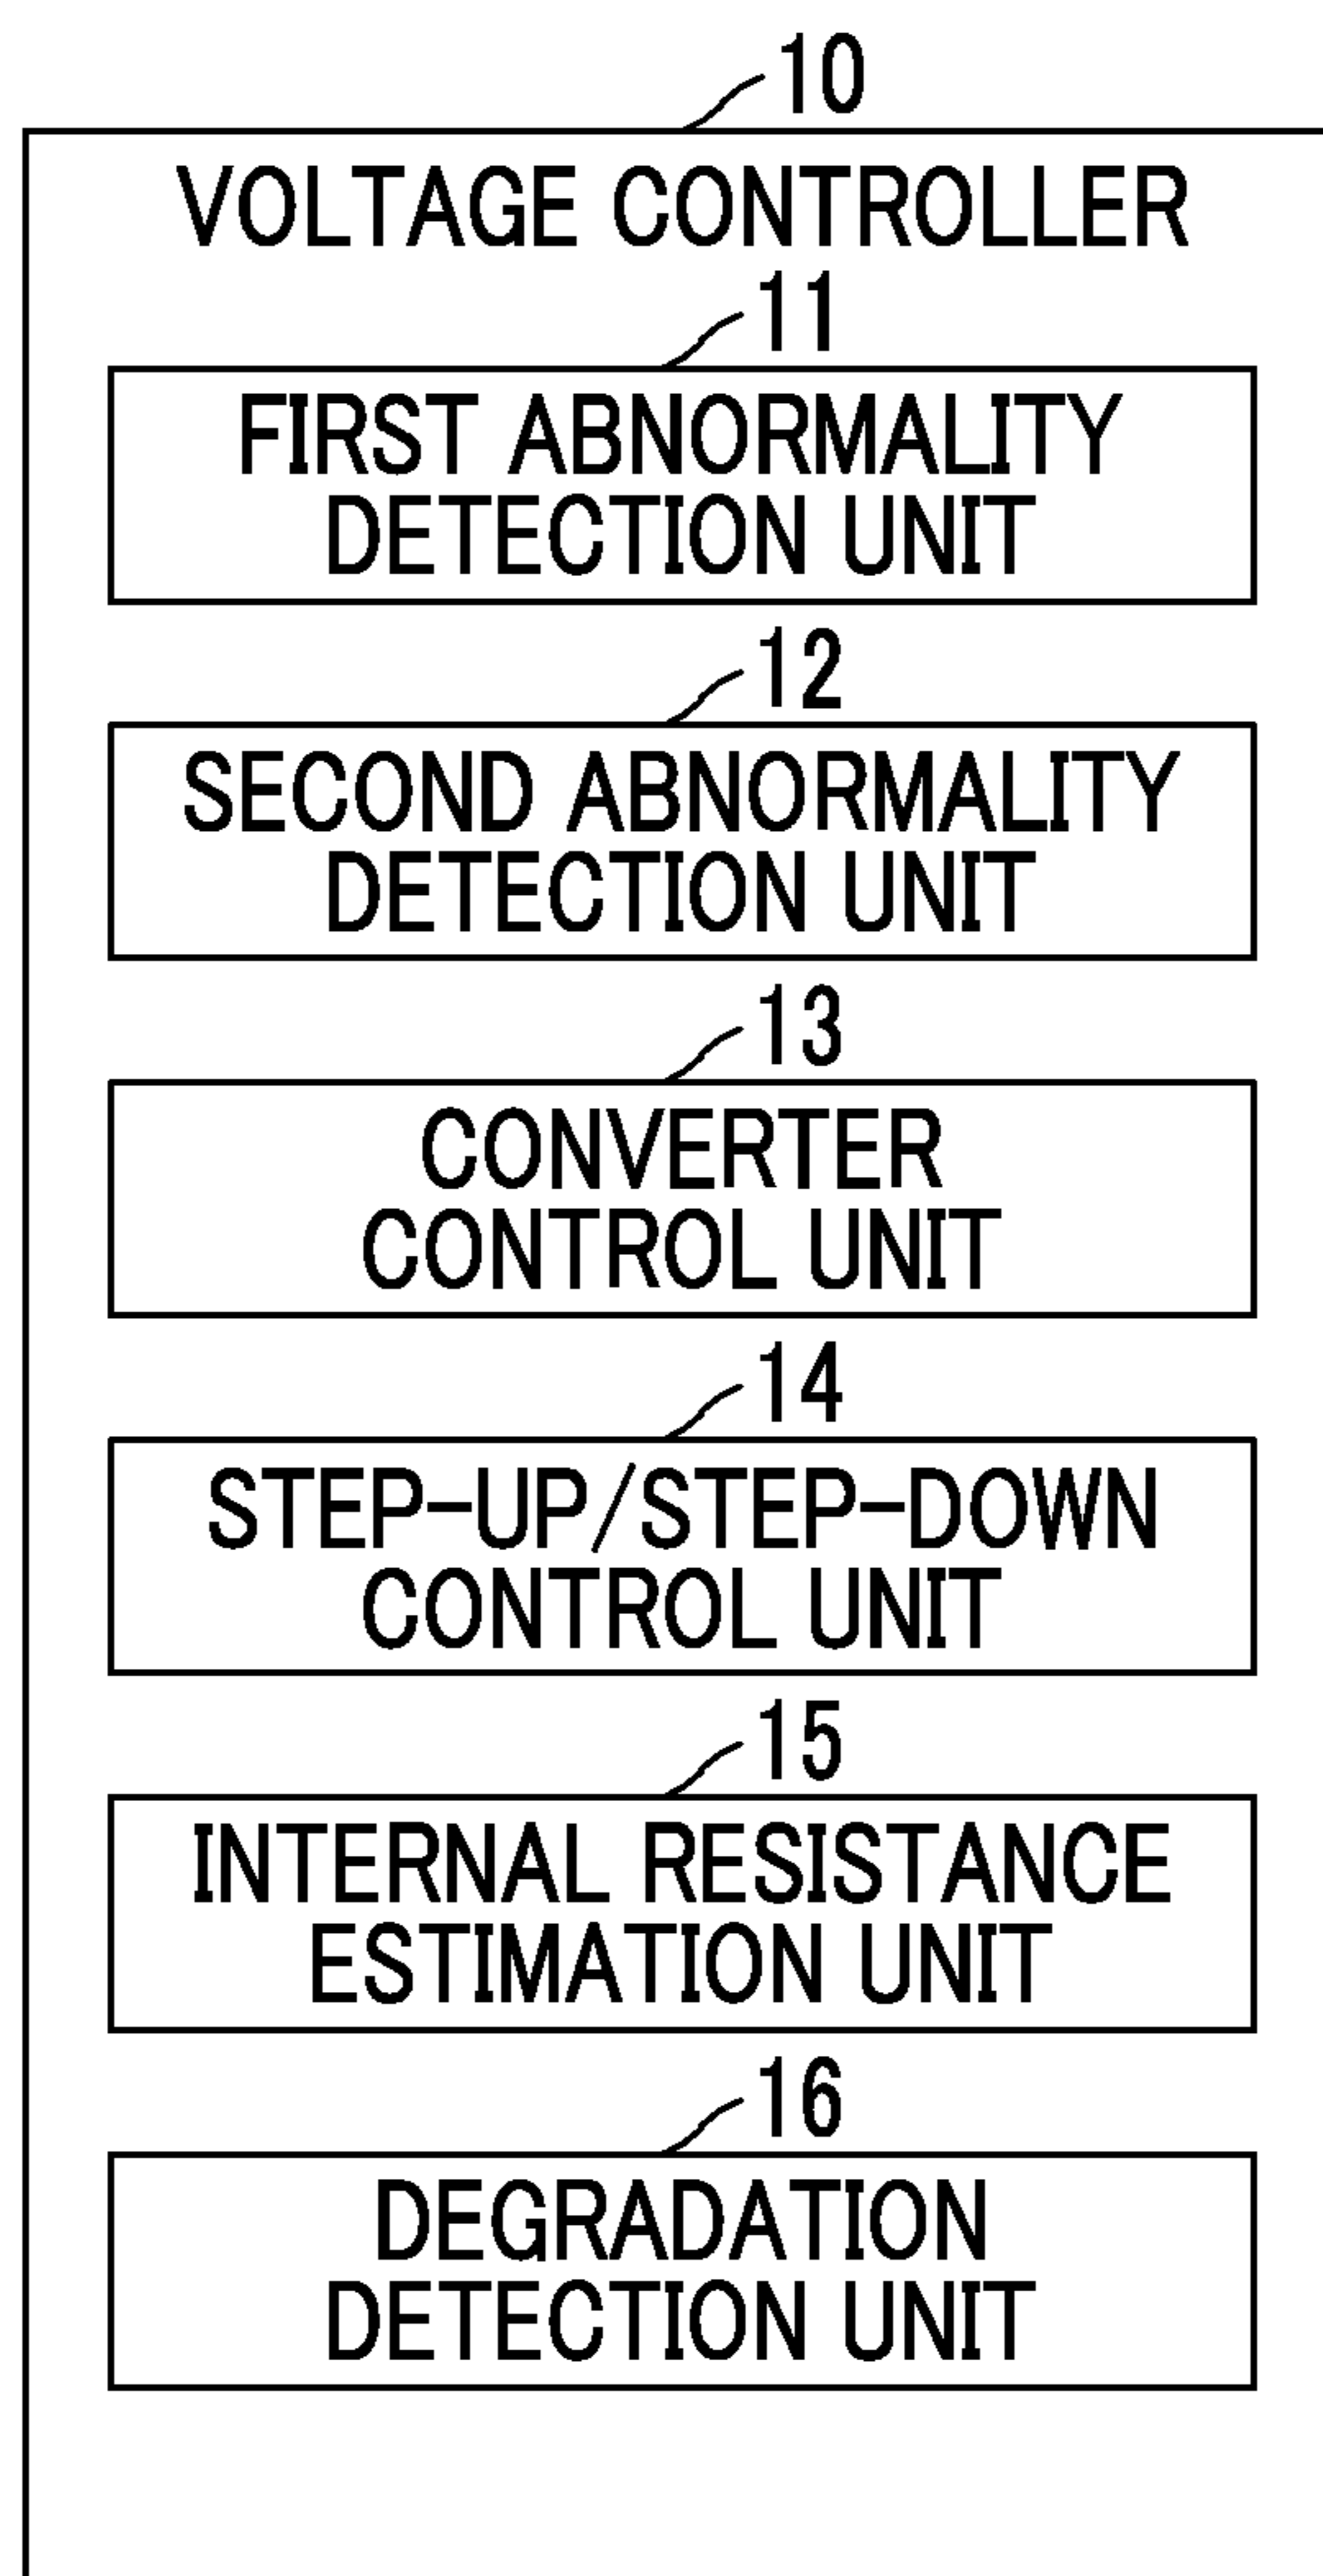 10
VOLTAGE CONTROLLER
11
FIRST ABNORMALITY
DETECTION UNIT
12
SECOND ABNORMALITY
DETECTION UNIT
13
CONVERTER
CONTROL UNIT
14
STEP-UP/STEP-DOWN
CONTROL UNIT
15
INTERNAL RESISTANCE
ESTIMATION UNIT
16
DEGRADATION
DETECTION UNIT